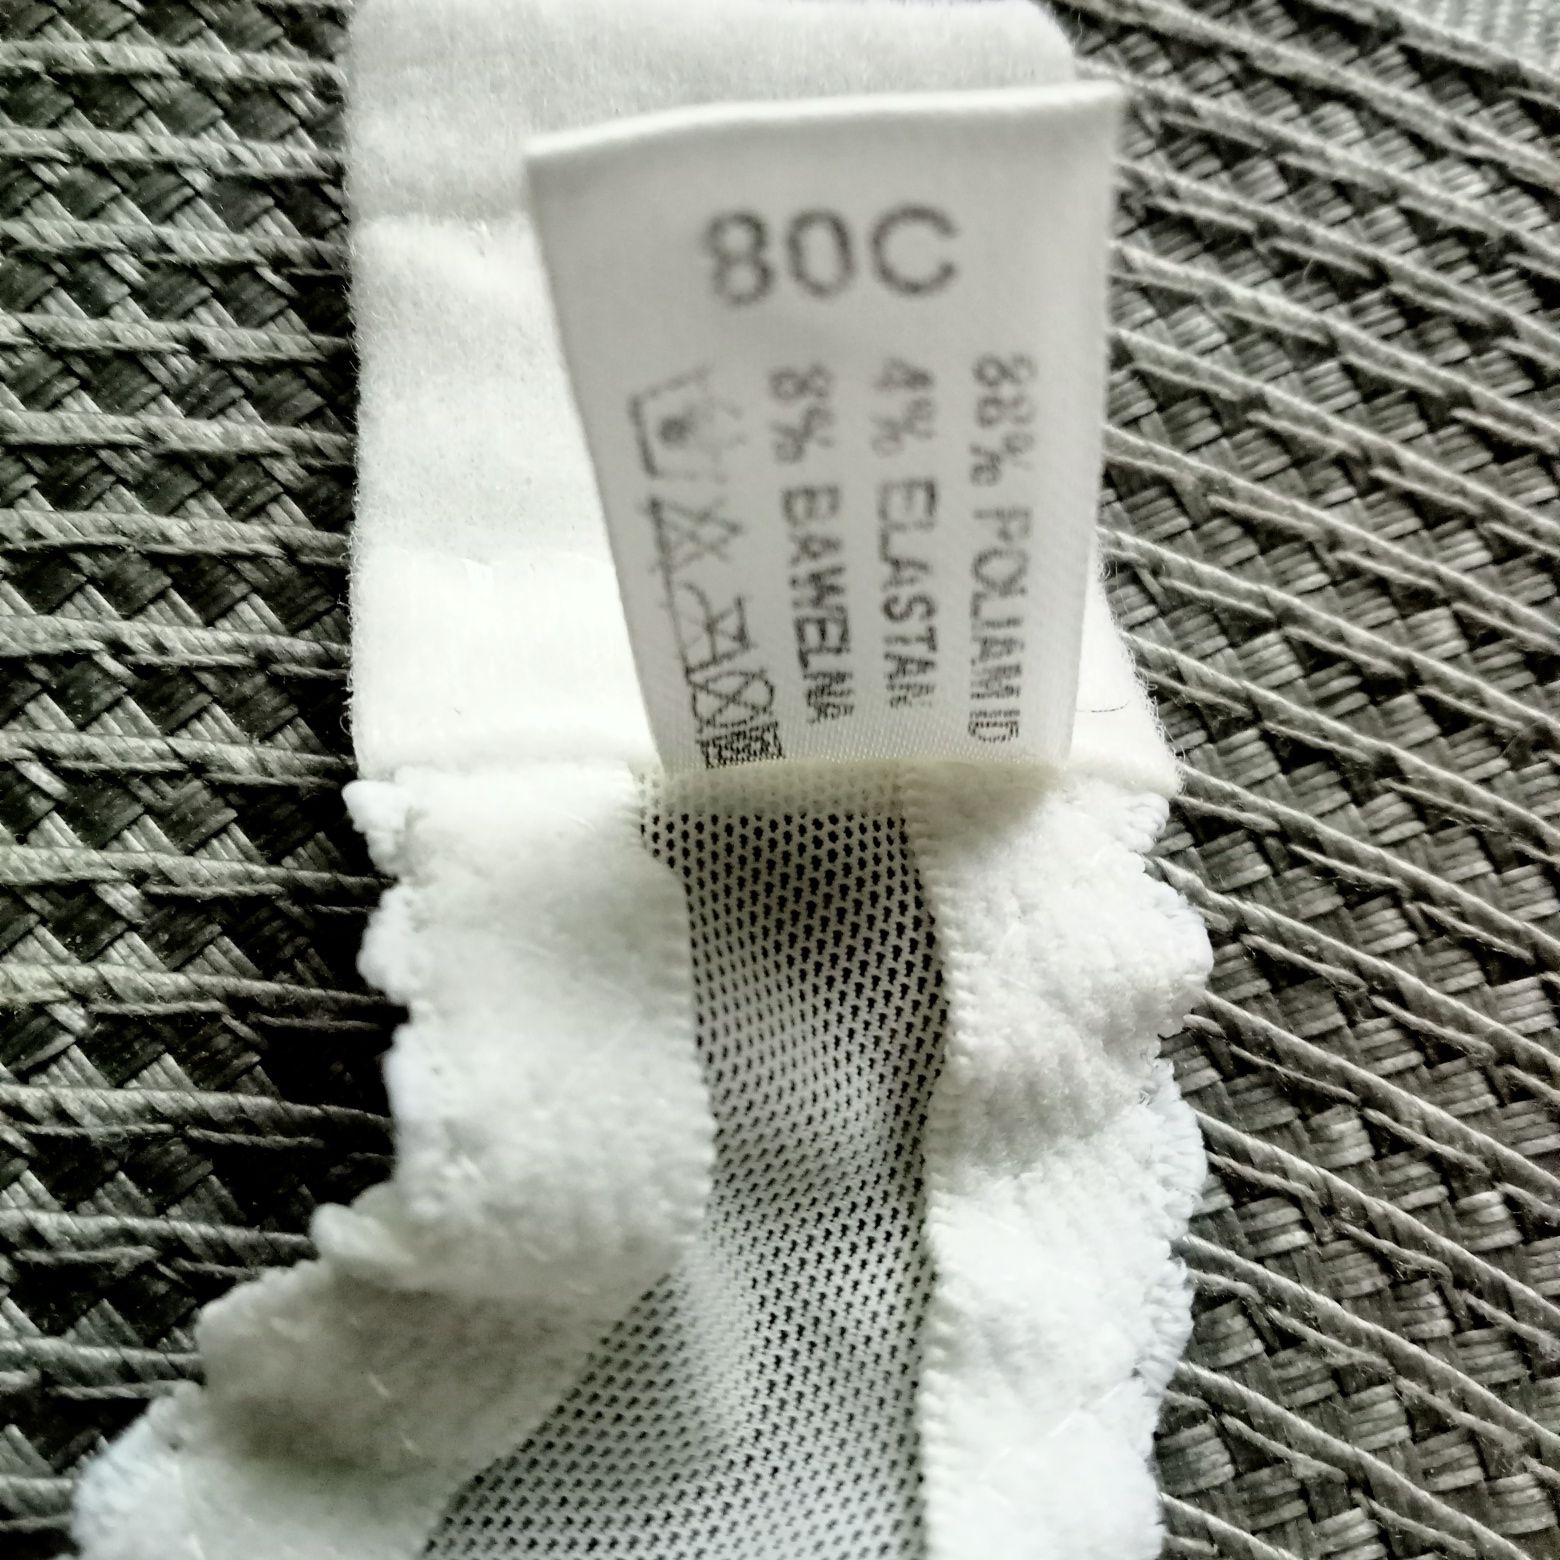 80C
88% POLIAMID
4% ELASTAN
8% BAWEŁNA